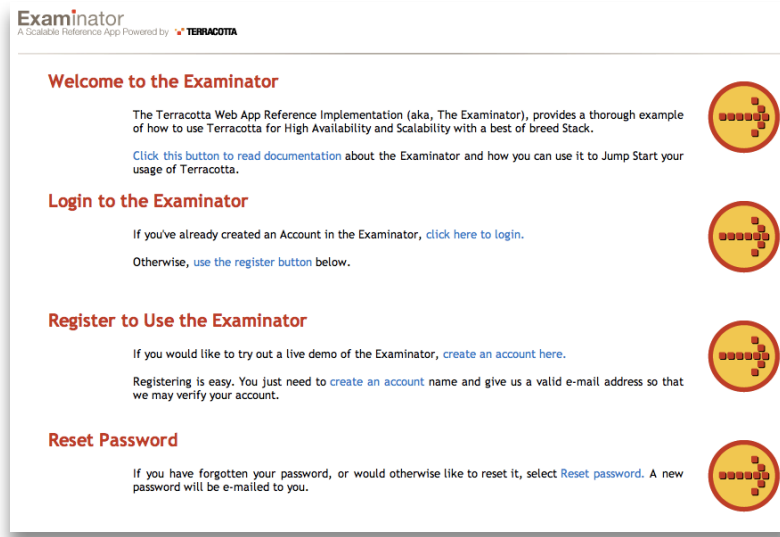 Examinator
A Scalable Reference App Powered by TERRACOTTA
Welcome to the Examinator
The Terracotta Web App Reference Implementation (aka, The Examinator), provides a thorough example
of how to use Terracotta for High Availability and Scalability with a best of breed Stack.
Click this button to read documentation about the Examinator and how you can use it to Jump Start your
usage of Terracotta.
Login to the Examinator
If you've already created an Account in the Examinator, click here to login.
Otherwise, use the register button below.
Register to Use the Examinator
If you would like to try out a live demo of the Examinator, create an account here.
Registering is easy. You just need to create an account name and give us a valid e-mail address so that
we may verify your account.
Reset Password
If you have forgotten your password, or would otherwise like to reset it, select Reset password. A new
password will be e-mailed to you.